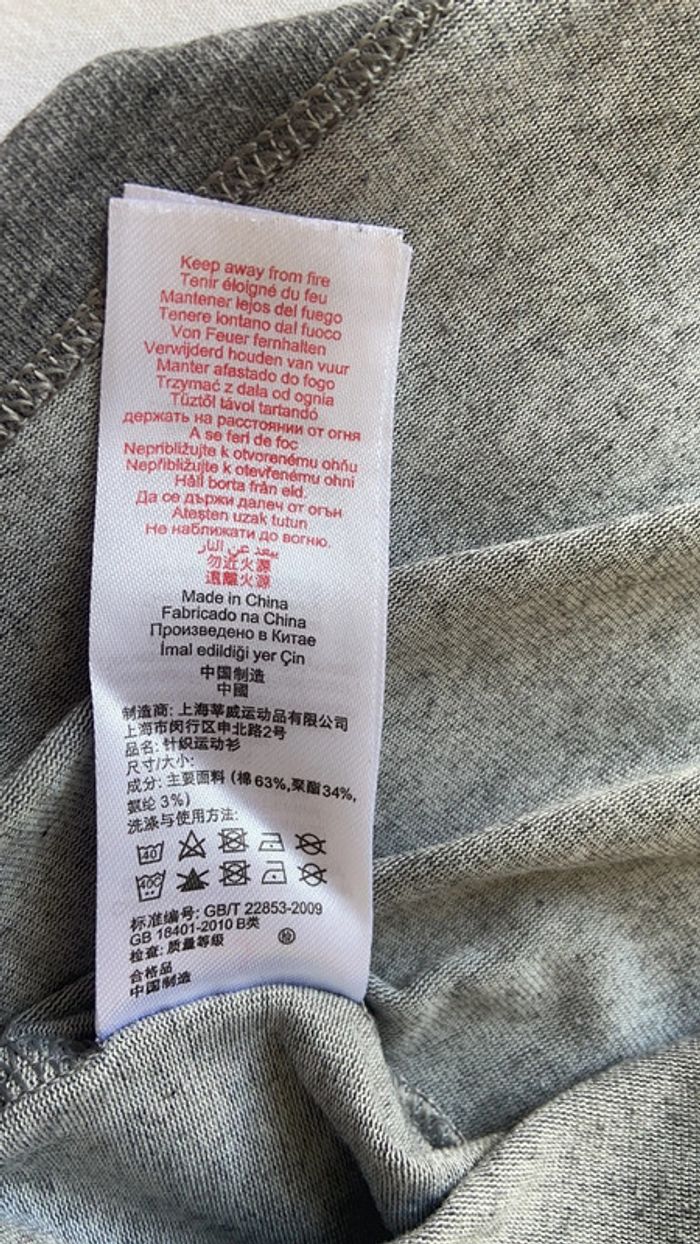 Keep away from fire
Tenir éloigné du feu
Mantener lejos del fuego
Tenere lontano dal fuoco
Von Feuer fernhalten
Verwijderd houden van vuur
Manter afastado do fogo
Trzymać z dala od ognia
Tűztől távol tartandó
держать на расстоянии от огня
A se feri de foc
Nepribližujte k otvorenému ohňu
Nepřibližujte k otevřenému ohni
Håll borta från eld.
Да се държи далеч от огън
Ateşten uzak tutun
Не наближати до вогню.
يبعد عن النار
勿近火源
遠離火源
Made in China
Fabricado na China
Произведено в Китае
İmal edildiği yer Çin
中国制造
中國
制造商: 上海莘威运动品有限公司
上海市闵行区申北路2号
品名: 针织运动衫
尺寸/大小:
成分: 主要面料 (棉 63%,聚酯 34%,
氨纶 3%)
洗涤与使用方法:
40
40C
标准编号: GB/T 22853-2009
GB 18401-2010 B类
检查: 质量等级
合格品
中国制造